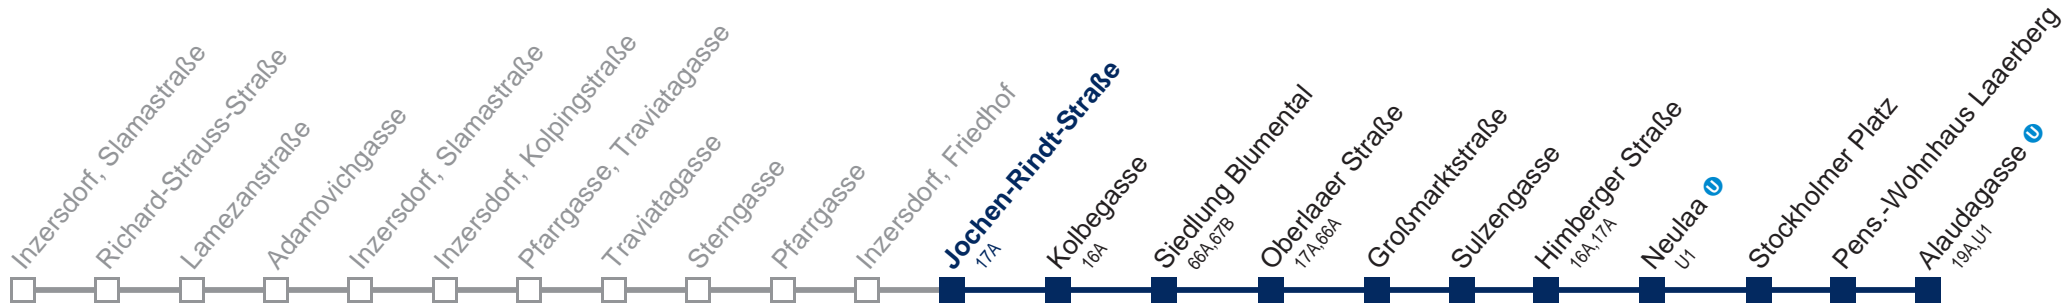 Inzersdorf, Slamastraße
Richard-Strauss-Straße
Lamezanstraße
Adamovichgasse
Inzersdorf, Slamastraße
Inzersdorf, Kolpingstraße
Pfarrgasse, Traviatagasse
Traviatagasse
Sterngasse
Pfarrgasse
Inzersdorf, Friedhof
Jochen-Rindt-Straße
17A
Kolbegasse
16A
Siedlung Blumental
66A,67B
Oberlaaer Straße
17A,66A
Großmarktstraße
Sulzengasse
Himberger Straße
16A,17A
Neulaa U
U1
Stockholmer Platz
Pens.-Wohnhaus Laaerberg
Alaudagasse U
19A,U1